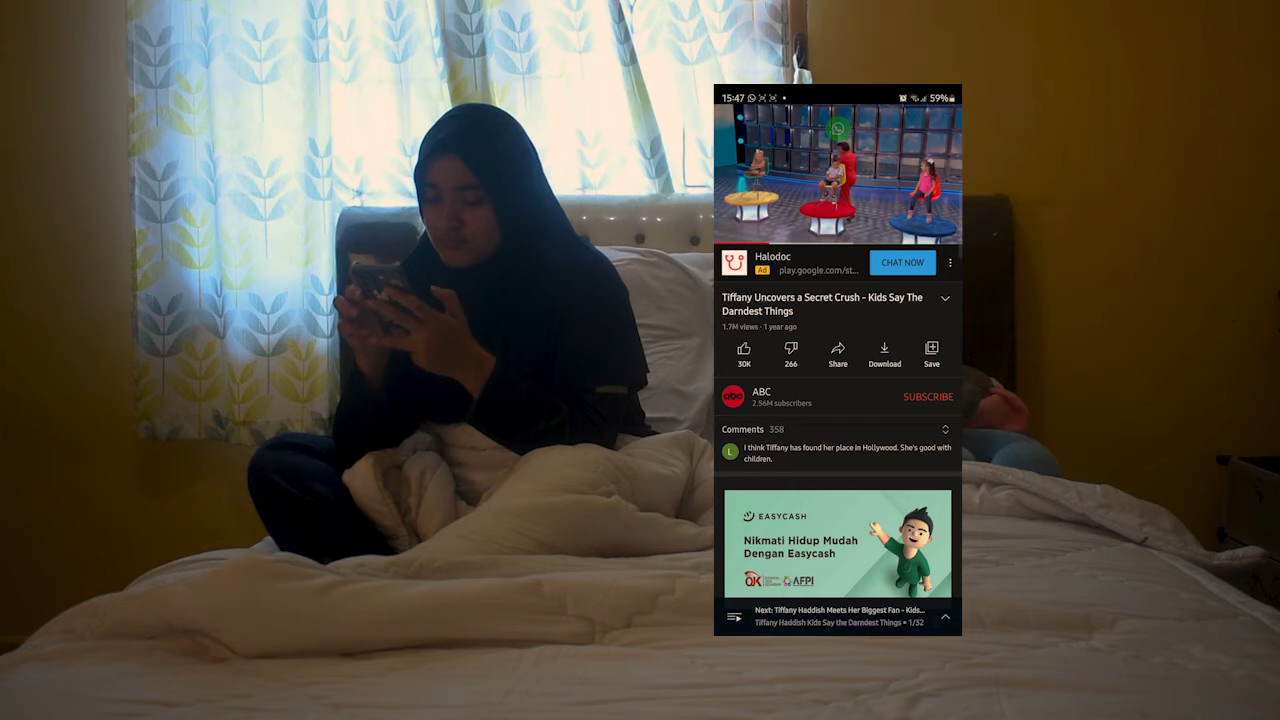 15:47
59%
Halodoc
Ad play.google.com/st...
CHAT NOW
Tiffany Uncovers a Secret Crush - Kids Say The
Darndest Things
1.7M views · 1 year ago
30K
266
Share
Download
Save
abc
ABC
2.56M subscribers
SUBSCRIBE
Comments 358
L
I think Tiffany has found her place in Hollywood. She's good with
children.
EASYCASH
Nikmati Hidup Mudah
Dengan Easycash
AFPI
Next: Tiffany Haddish Meets Her Biggest Fan - Kids...
Tiffany Haddish Kids Say the Darndest Things • 1/32